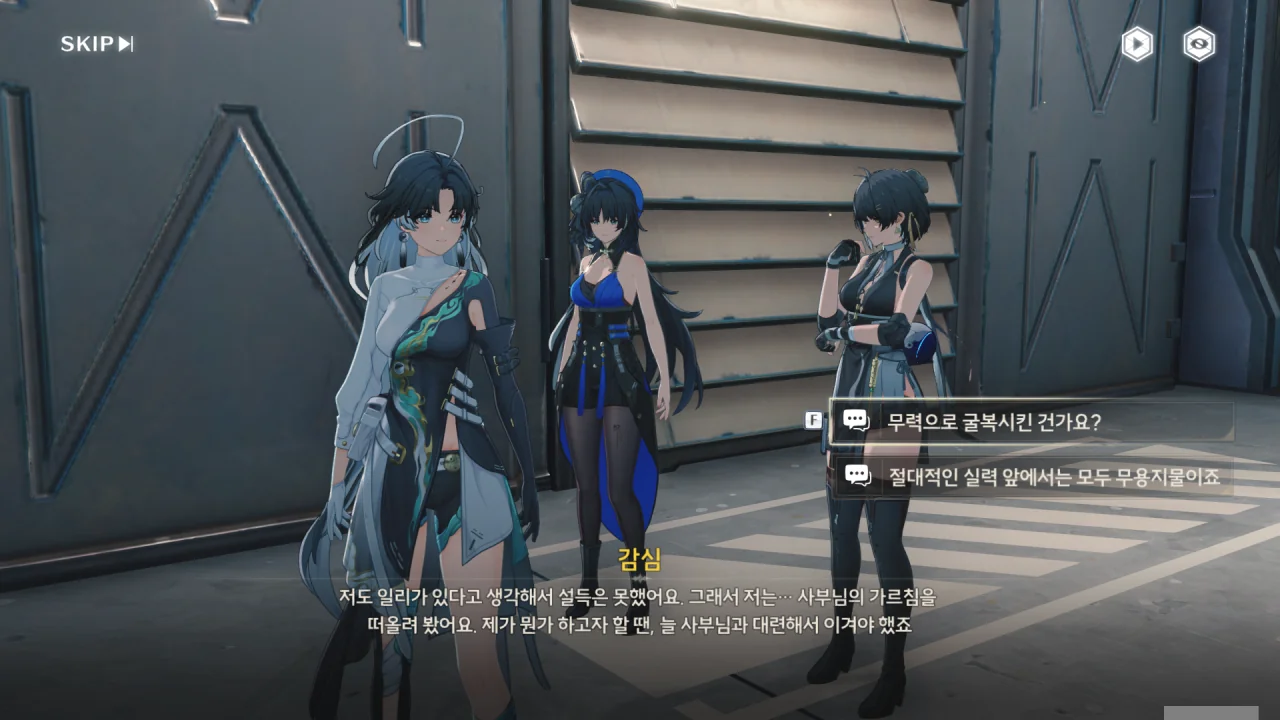 SKIP
F
무력으로 굴복시킨 건가요?
절대적인 실력 앞에서는 모두 무용지물이죠
감심
저도 일리가 있다고 생각해서 설득은 못했어요. 그래서 저는… 사부님의 가르침을
떠올려 봤어요. 제가 뭔가 하고자 할 땐, 늘 사부님과 대련해서 이겨야 했죠